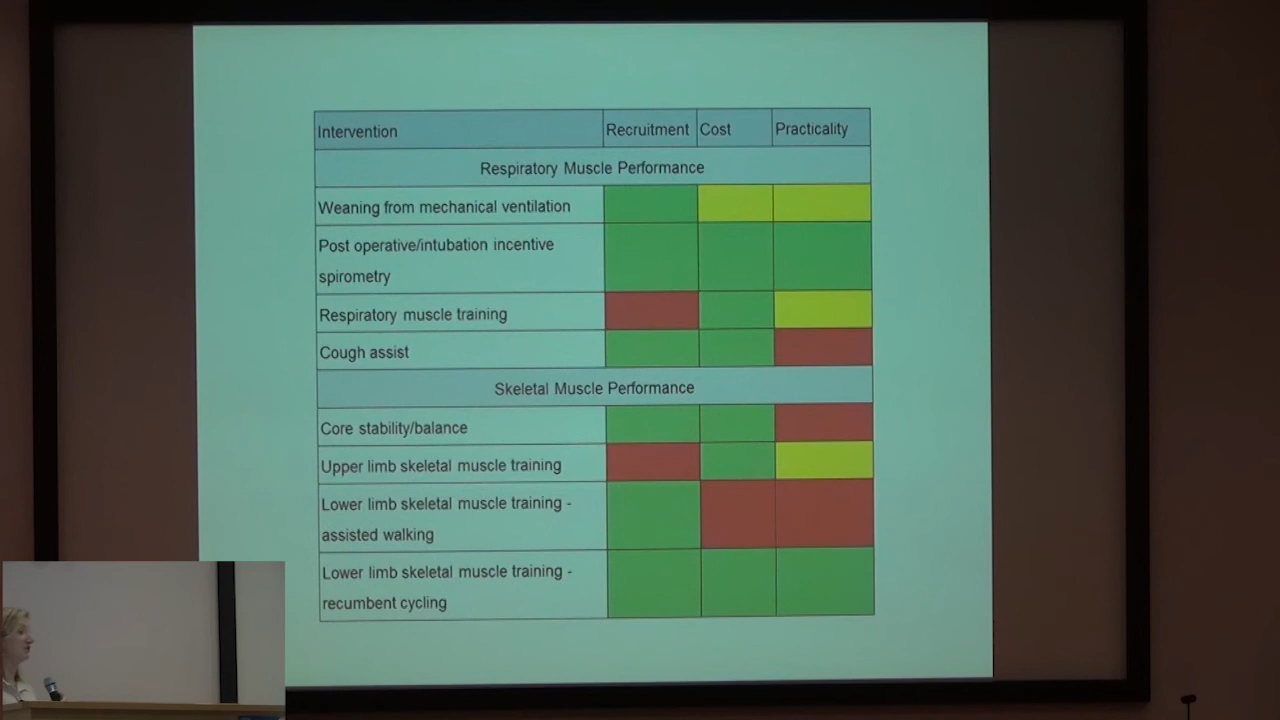 Intervention Recruitment Cost Practicality
Respiratory Muscle Performance
Weaning from mechanical ventilation
Post operative/intubation incentive
spirometry
Respiratory muscle training
Cough assist
Skeletal Muscle Performance
Core stability/balance
Upper limb skeletal muscle training
Lower limb skeletal muscle training -
assisted walking
Lower limb skeletal muscle training -
recumbent cycling